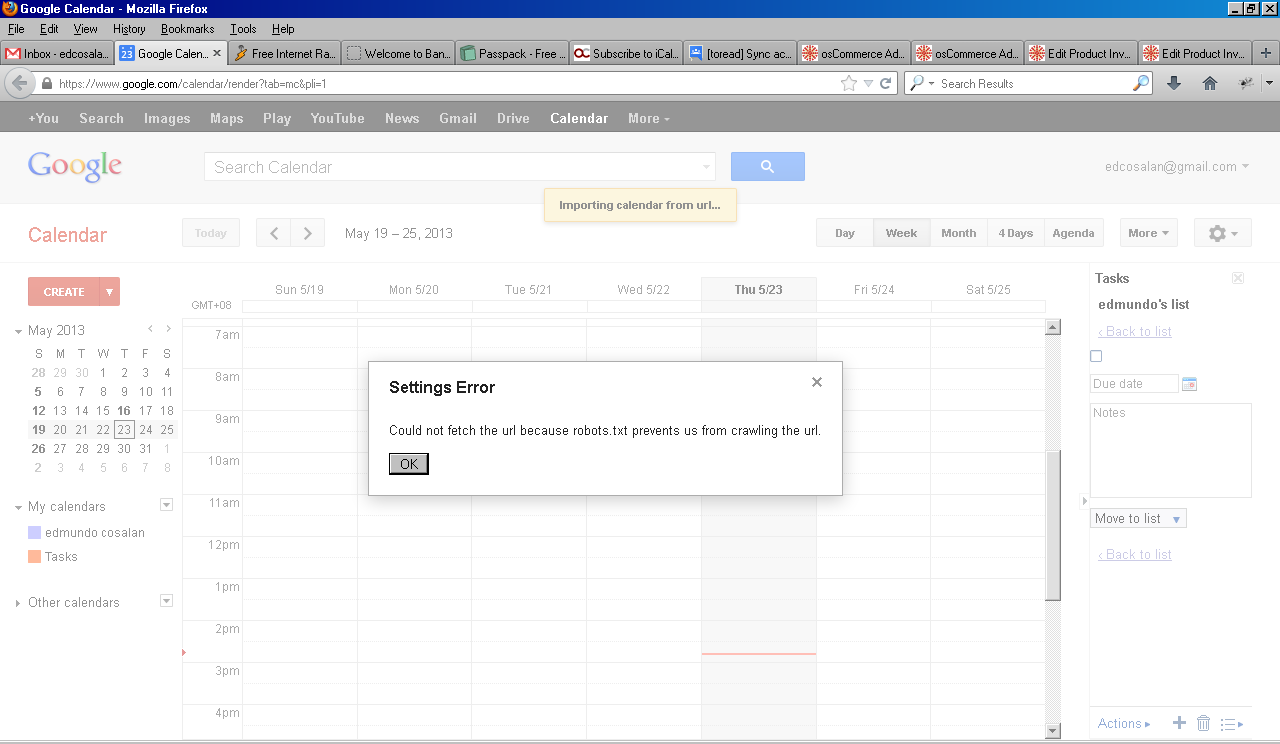 Google Calendar - Mozilla Firefox
File Edit View History Bookmarks Tools Help
Inbox - edcosala... Google Calen... Free Internet Ra... Welcome to Ban... Passpack - Free ... Subscribe to iCal... [toread] Sync ac... osCommerce Ad... osCommerce Ad... Edit Product Inv... Edit Product Inv...
https://www.google.com/calendar/render?tab=mc&pli=1 Search Results
+You Search Images Maps Play YouTube News Gmail Drive Calendar More
Google Search Calendar edcosalan@gmail.com
Importing calendar from url...
Calendar Today May 19 – 25, 2013 Day Week Month 4 Days Agenda More
CREATE
GMT+08 Sun 5/19 Mon 5/20 Tue 5/21 Wed 5/22 Thu 5/23 Fri 5/24 Sat 5/25
May 2013
S M T W T F S
28 29 30 1 2 3 4
5 6 7 8 9 10 11
12 13 14 15 16 17 18
19 20 21 22 23 24 25
26 27 28 29 30 31 1
2 3 4 5 6 7 8
My calendars
edmundo cosalan
Tasks
Other calendars
7am
8am
9am
10am
11am
12pm
1pm
2pm
3pm
4pm
Settings Error
Could not fetch the url because robots.txt prevents us from crawling the url.
OK
Tasks
edmundo's list
‹ Back to list
Due date
Notes
Move to list
‹ Back to list
Actions